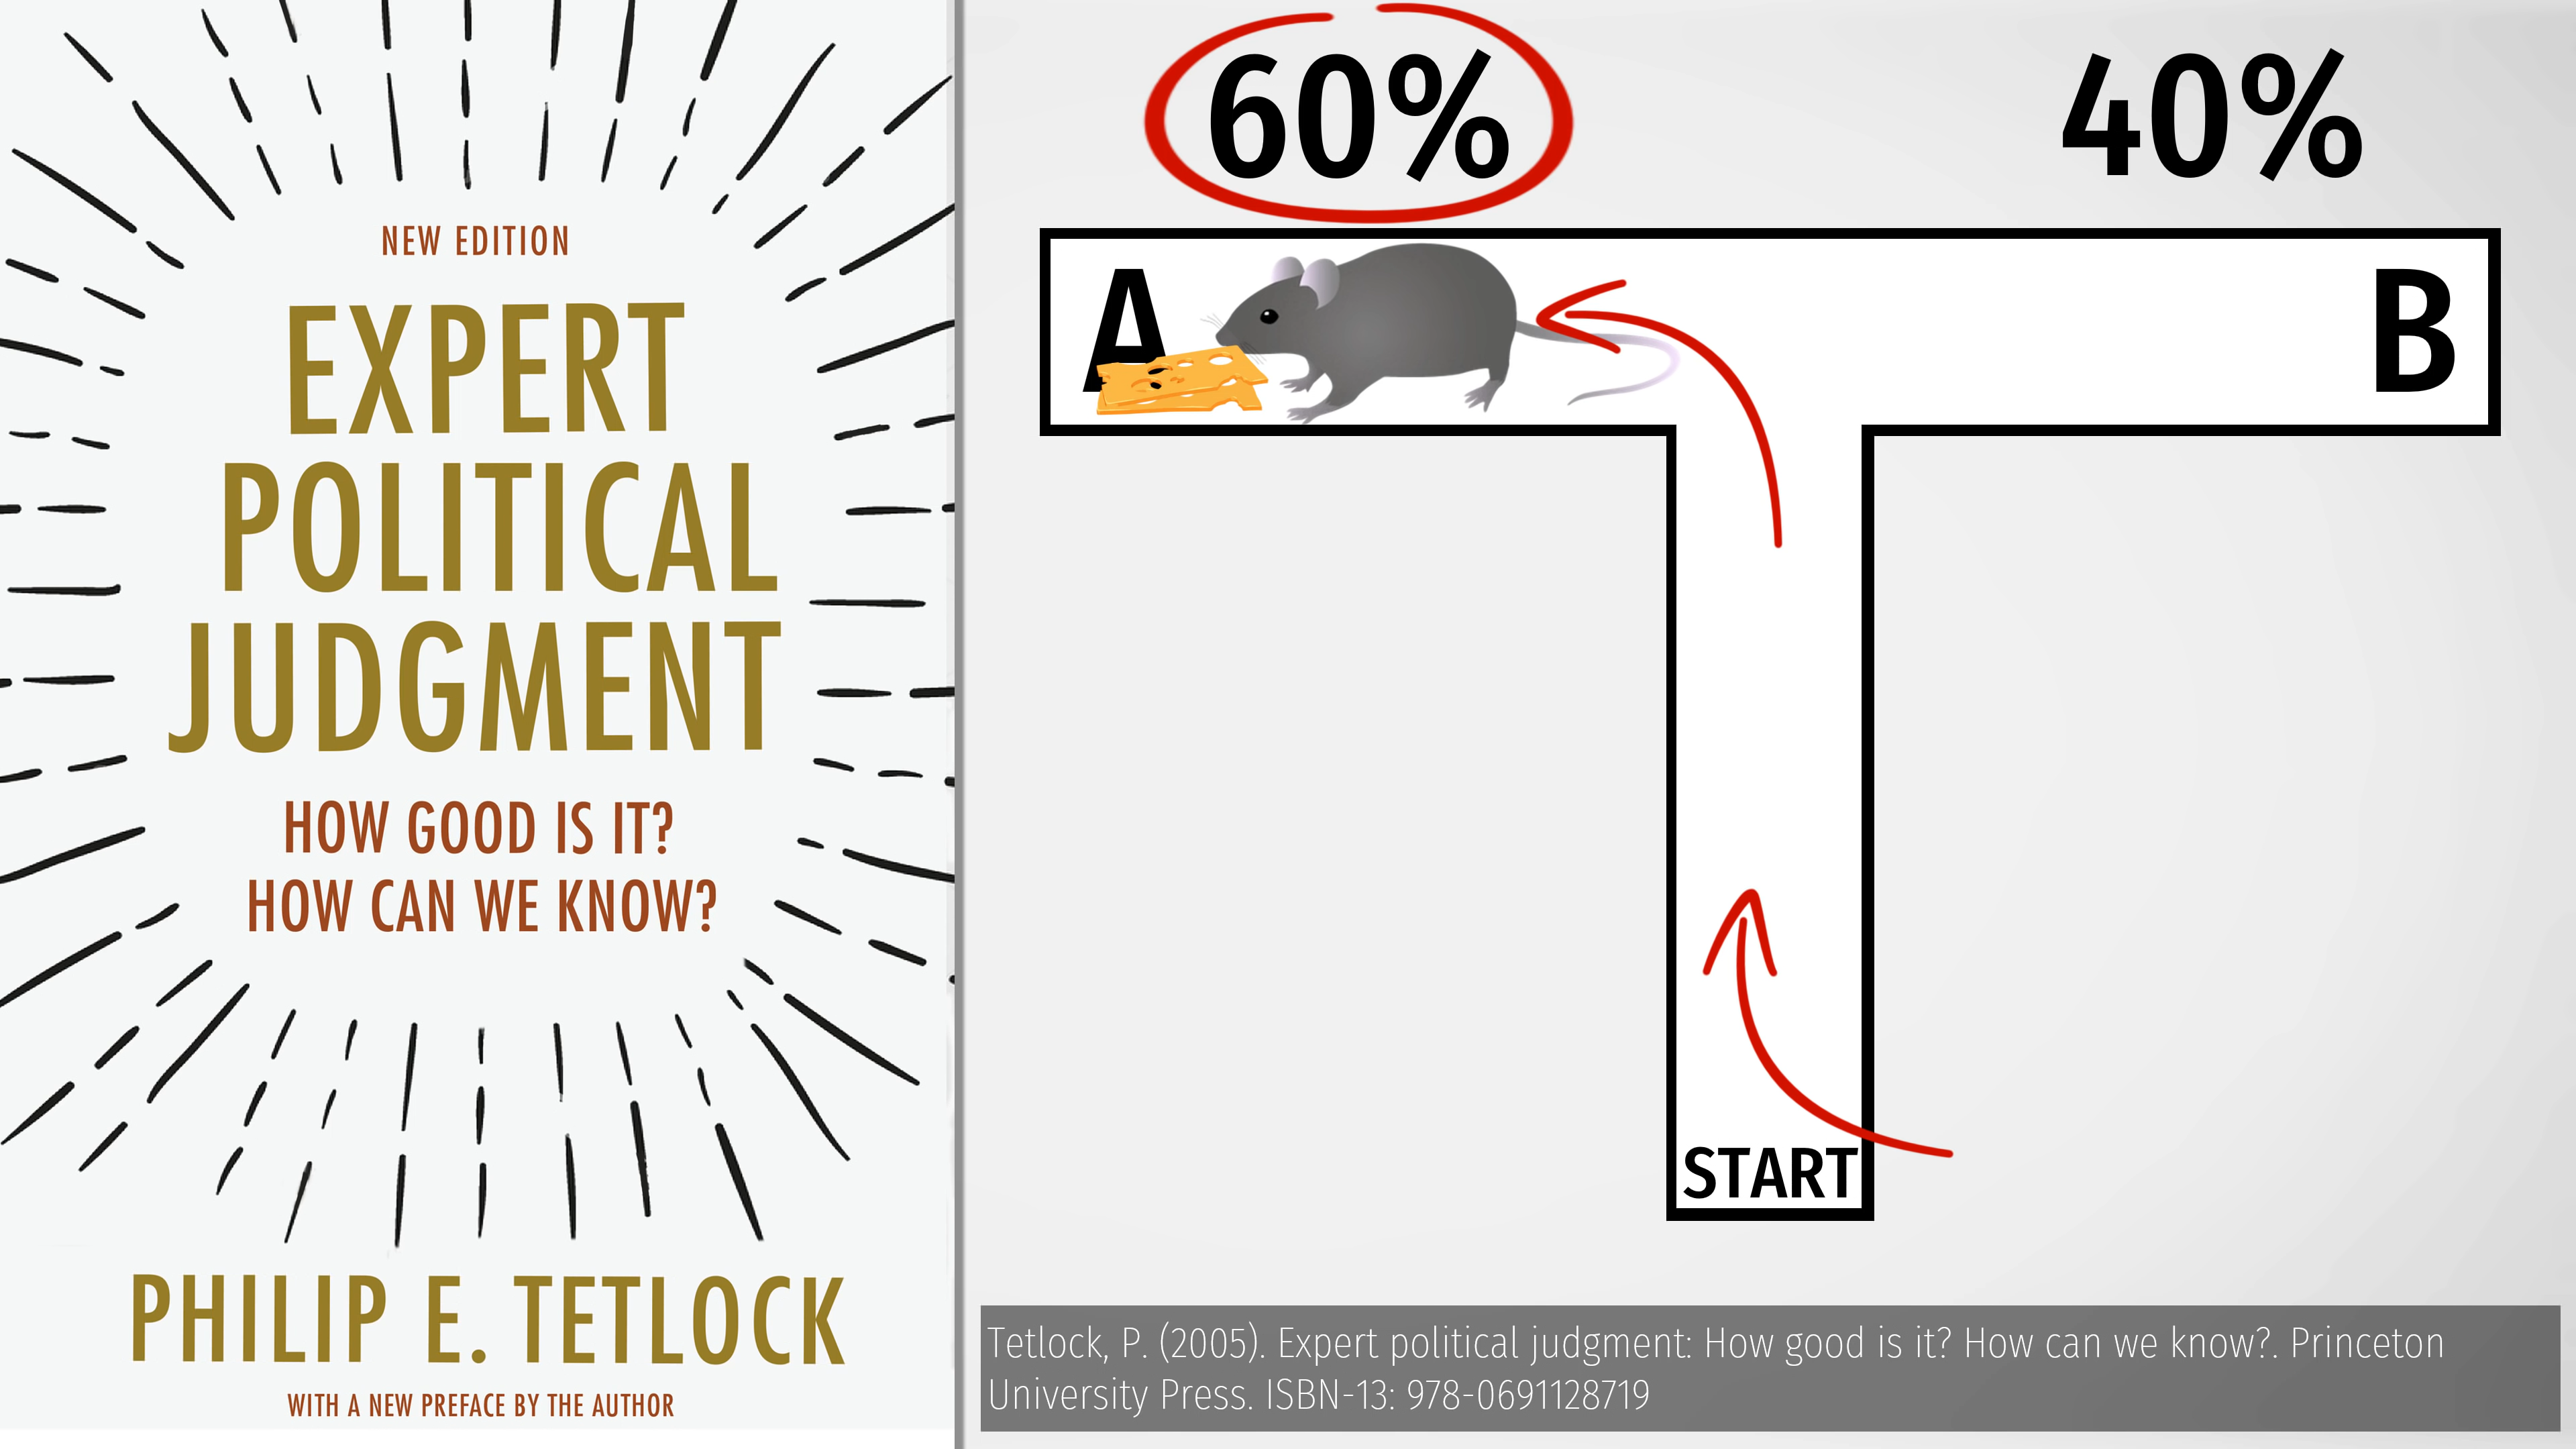 NEW EDITION
EXPERT
POLITICAL
JUDGMENT
HOW GOOD IS IT?
HOW CAN WE KNOW?
PHILIP E. TETLOCK
WITH A NEW PREFACE BY THE AUTHOR
60%
40%
A
B
START
Tetlock, P. (2005). Expert political judgment: How good is it? How can we know?. Princeton
University Press. ISBN-13: 978-0691128719